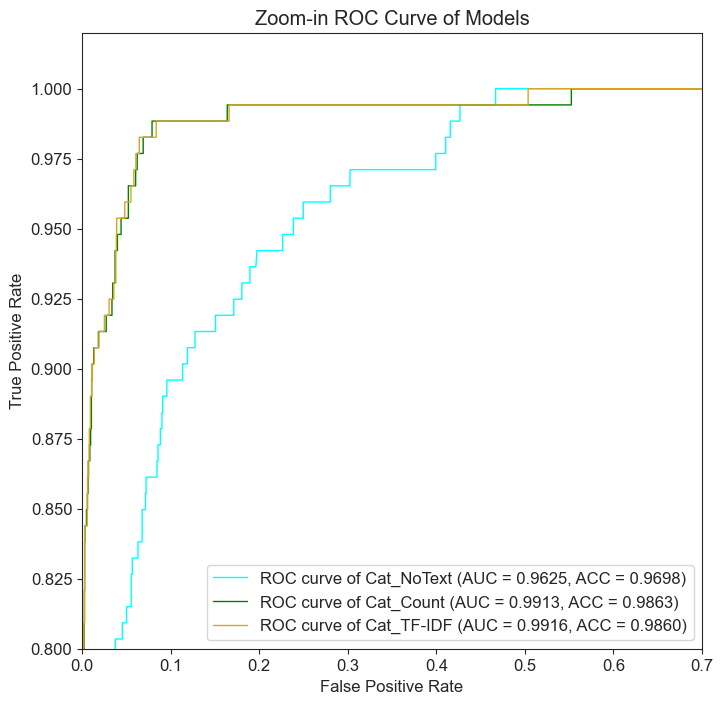 Zoom-in ROC Curve of Models
True Positive Rate
1.000
0.975
0.950
0.925
0.900
0.875
0.850
0.825
0.800
ROC curve of Cat_NoText (AUC = 0.9625, ACC = 0.9698)
ROC curve of Cat_Count (AUC = 0.9913, ACC = 0.9863)
ROC curve of Cat_TF-IDF (AUC = 0.9916, ACC = 0.9860)
0.0 0.1 0.2 0.3 0.4 0.5 0.6 0.7
False Positive Rate